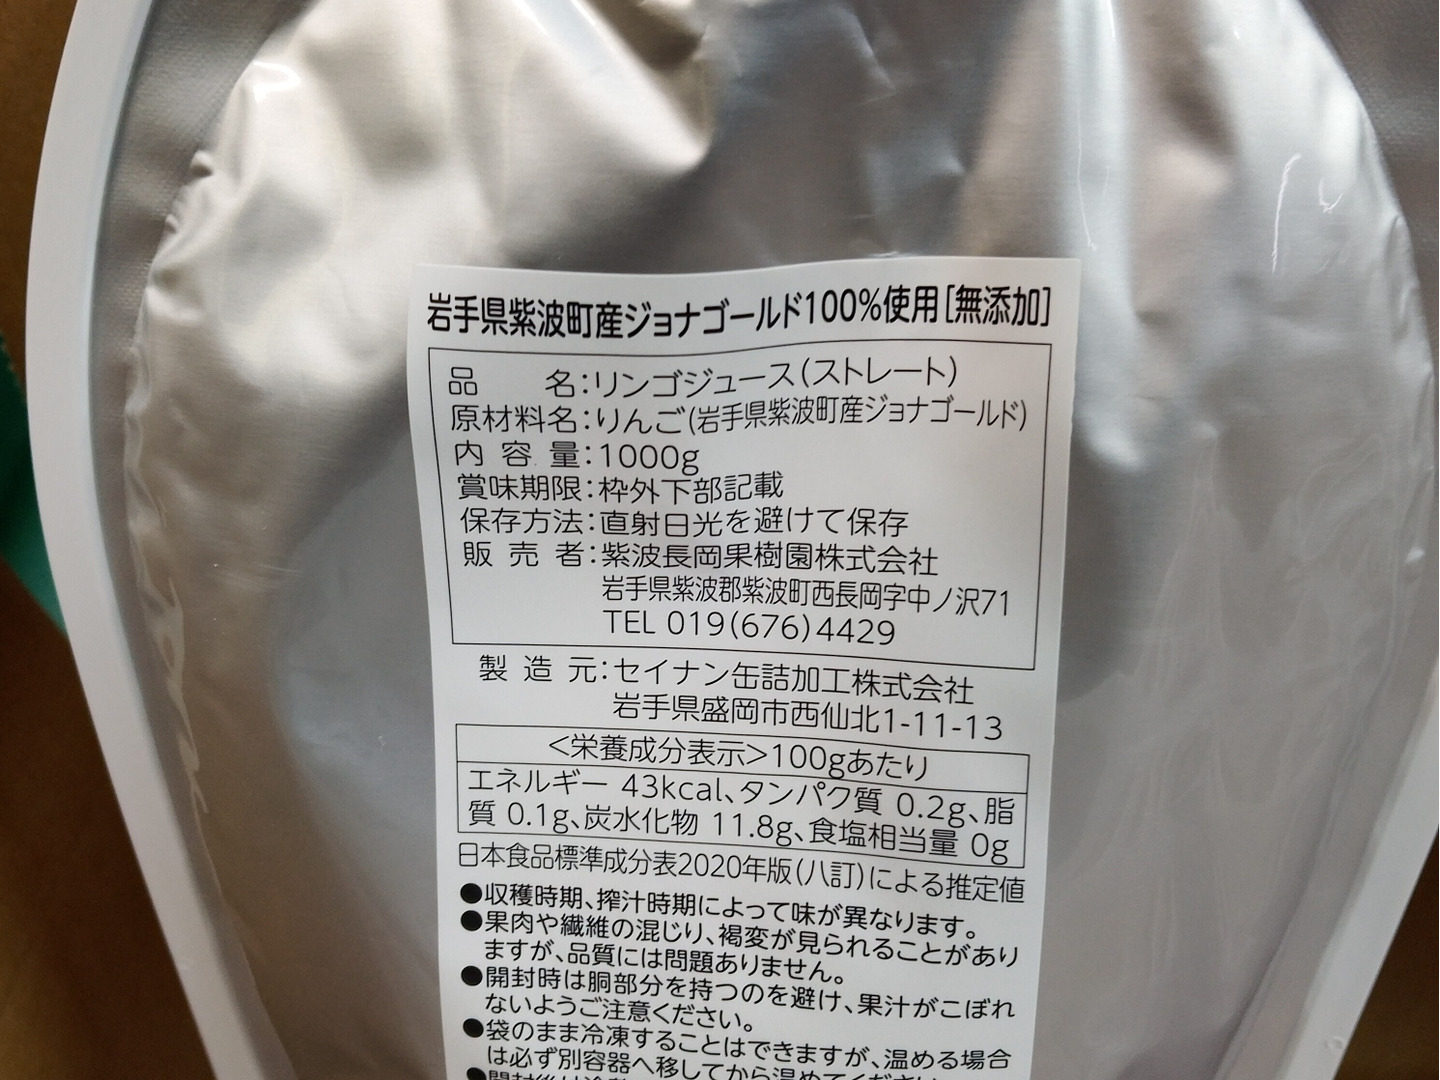 岩手県紫波町産ジョナゴールド100%使用[無添加]
品 名:リンゴジュース(ストレート)
原材料名:りんご(岩手県紫波町産ジョナゴールド)
内 容 量:1000g
賞味期限:枠外下部記載
保存方法:直射日光を避けて保存
販 売 者:紫波長岡果樹園株式会社
岩手県紫波郡紫波町西長岡字中ノ沢71
TEL 019(676)4429
製 造 元:セイナン缶詰加工株式会社
岩手県盛岡市西仙北1-11-13
<栄養成分表示>100gあたり
エネルギー 43kcal、タンパク質 0.2g、脂
質 0.1g、炭水化物 11.8g、食塩相当量 0g
日本食品標準成分表2020年版(八訂)による推定値
●収穫時期、搾汁時期によって味が異なります。
●果肉や繊維の混じり、褐変が見られることがあり
ますが、品質には問題ありません。
●開封時は胴部分を持つのを避け、果汁がこぼれ
ないようご注意ください。
●袋のまま冷凍することはできますが、温める場合
は必ず別容器へ移してから温めてください。
●開封後は